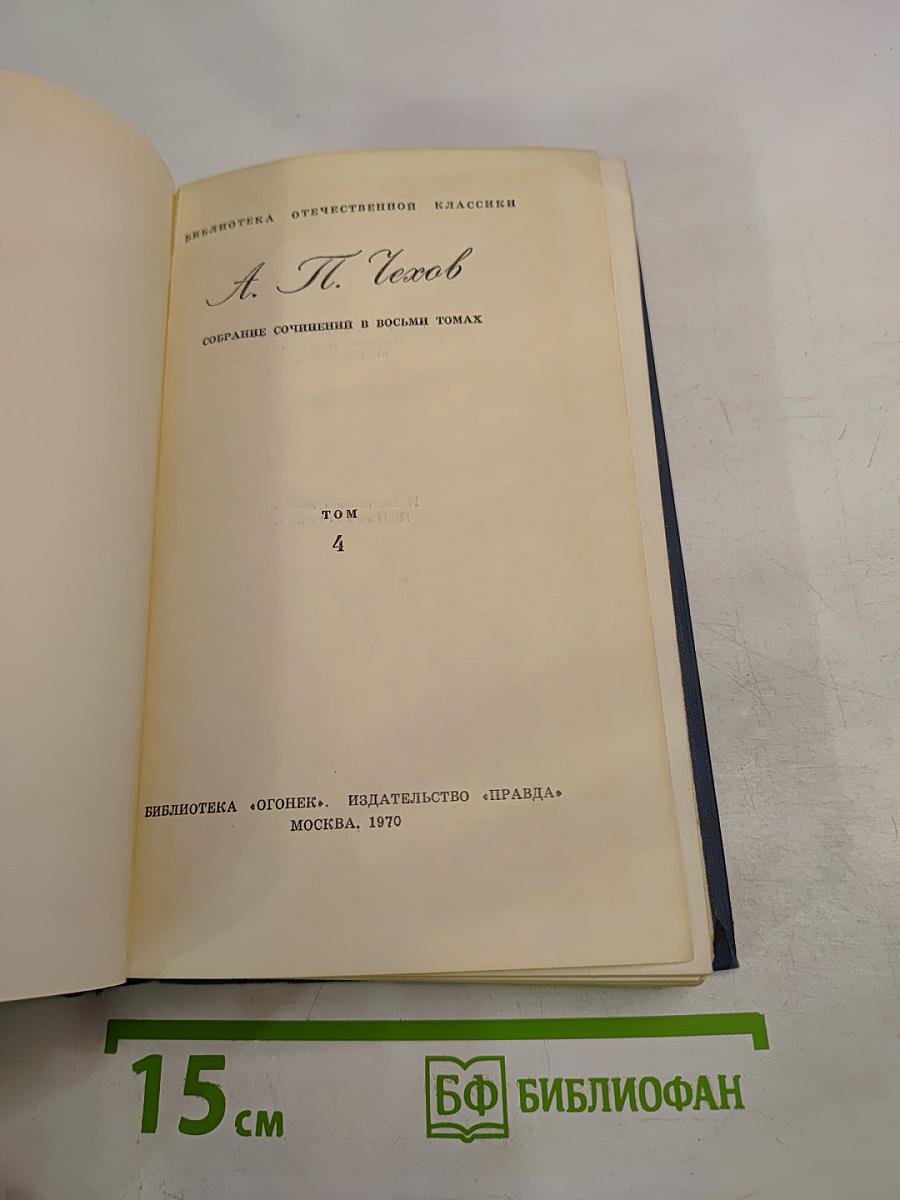 БИБЛИОТЕКА ОТЕЧЕСТВЕННОЙ КЛАССИКИ
А. П. Чехов
СОБРАНИЕ СОЧИНЕНИЙ В ВОСЬМИ ТОМАХ
ТОМ
4
БИБЛИОТЕКА «ОГОНЕК». ИЗДАТЕЛЬСТВО «ПРАВДА»
МОСКВА. 1970
15 см
БФ БИБЛИОФАН